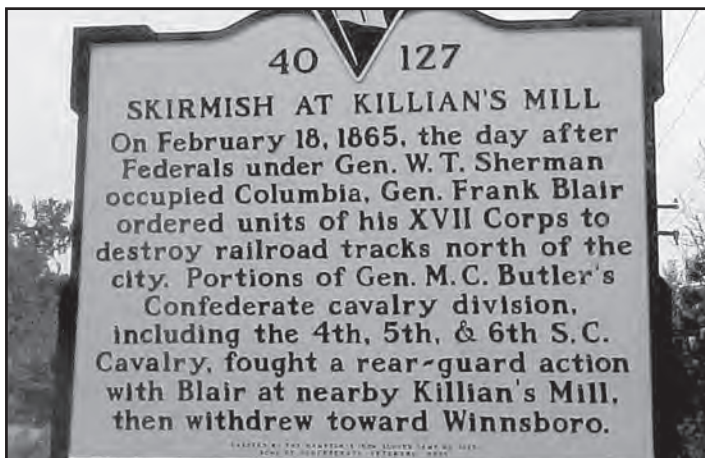 40 127
SKIRMISH AT KILLIAN'S MILL
On February 18, 1865, the day after
Federals under Gen. W. T. Sherman
occupied Columbia, Gen. Frank Blair
ordered units of his XVII Corps to
destroy railroad tracks north of the
city. Portions of Gen. M. C. Butler's
Confederate cavalry division,
including the 4th, 5th, & 6th S. C.
Cavalry, fought a rear-guard action
with Blair at nearby Killian's Mill,
then withdrew toward Winnsboro.